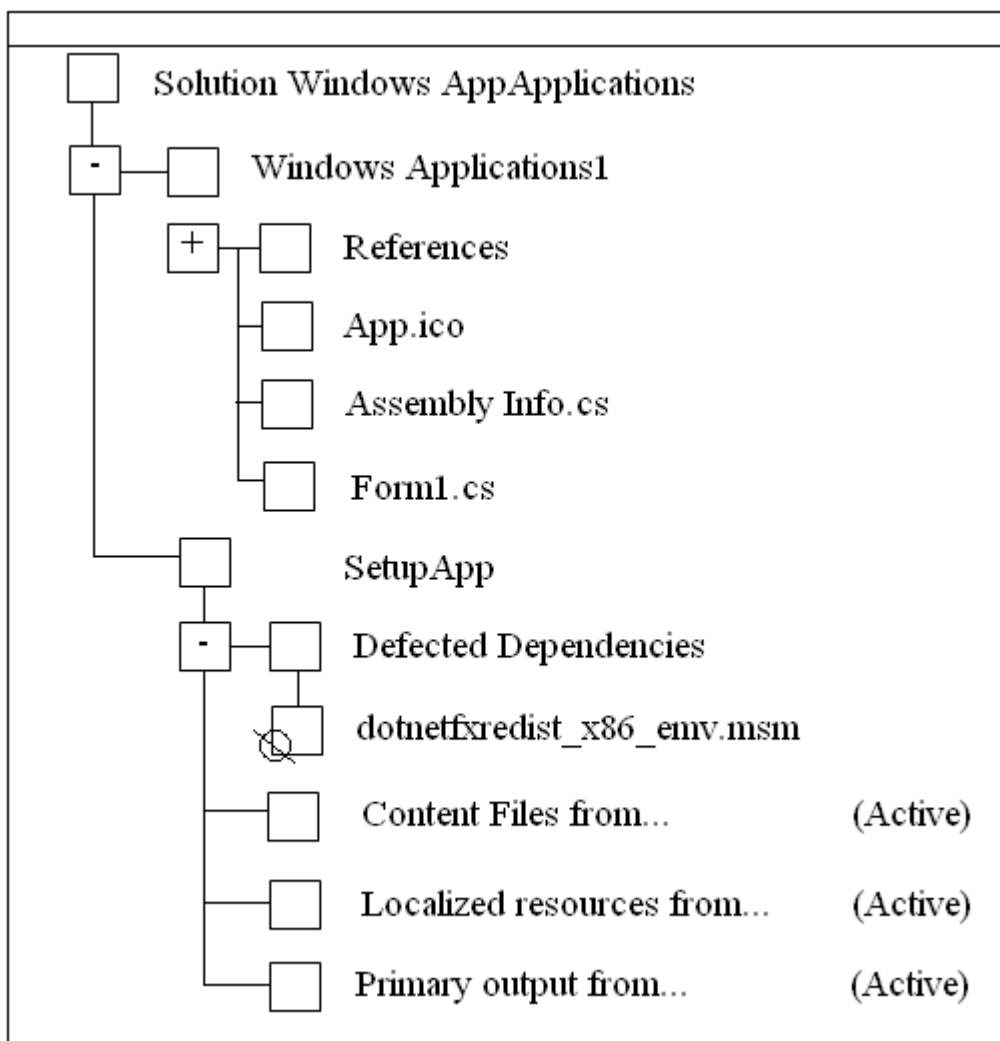 Solution Windows AppApplications
- Windows Applications1
+ References
App.ico
Assembly Info.cs
Form1.cs
SetupApp
- Defected Dependencies
dotnetfxredist_x86_emv.msm
Content Files from... (Active)
Localized resources from... (Active)
Primary output from... (Active)